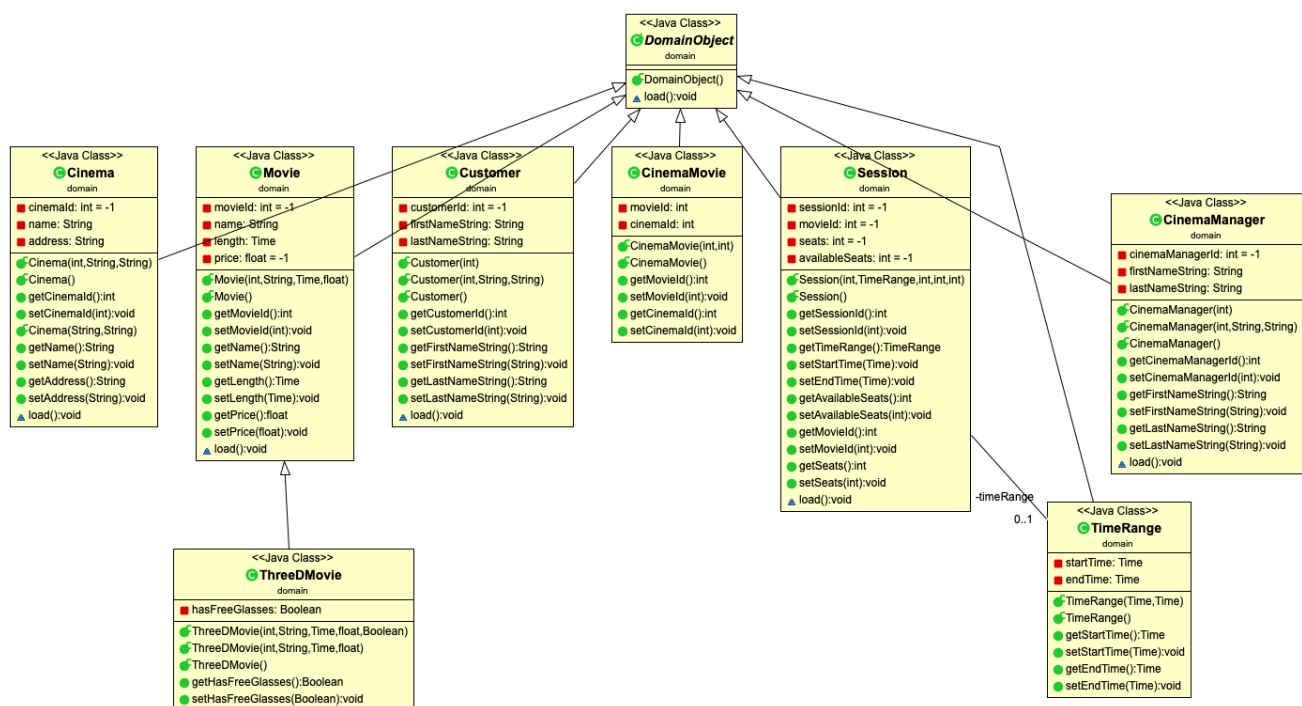 <<Java Class>>
DomainObject
domain
DomainObject()
load():void
<<Java Class>>
Cinema
domain
cinemaId: int = -1
name: String
address: String
Cinema(int,String,String)
Cinema()
getCinemaId():int
setCinemaId(int):void
Cinema(String,String)
getName():String
setName(String):void
getAddress():String
setAddress(String):void
load():void
<<Java Class>>
Movie
domain
movieId: int = -1
name: String
length: Time
price: float = -1
Movie(int,String,Time,float)
Movie()
getMovieId():int
setMovieId(int):void
getName():String
setName(String):void
getLength():Time
setLength(Time):void
getPrice():float
setPrice(float):void
load():void
<<Java Class>>
Customer
domain
customerId: int = -1
firstNameString: String
lastNameString: String
Customer(int)
Customer(int,String,String)
Customer()
getCustomerId():int
setCustomerId(int):void
getFirstNameString():String
setFirstNameString(String):void
getLastNameString():String
setLastNameString(String):void
load():void
<<Java Class>>
CinemaMovie
domain
movieId: int
cinemaId: int
CinemaMovie(int,int)
CinemaMovie()
getMovieId():int
setMovieId(int):void
getCinemaId():int
setCinemaId(int):void
<<Java Class>>
Session
domain
sessionId: int = -1
movieId: int = -1
seats: int = -1
availableSeats: int = -1
Session(int,TimeRange,int,int,int)
Session()
getSessionId():int
setSessionId(int):void
getTimeRange():TimeRange
setStartTime(Time):void
setEndTime(Time):void
getAvailableSeats():int
setAvailableSeats(int):void
getMovieId():int
setMovieId(int):void
getSeats():int
setSeats(int):void
load():void
<<Java Class>>
CinemaManager
domain
cinemaManagerId: int = -1
firstNameString: String
lastNameString: String
CinemaManager(int)
CinemaManager(int,String,String)
CinemaManager()
getCinemaManagerId():int
setCinemaManagerId(int):void
getFirstNameString():String
setFirstNameString(String):void
getLastNameString():String
setLastNameString(String):void
load():void
-timeRange
0..1
<<Java Class>>
TimeRange
domain
startTime: Time
endTime: Time
TimeRange(Time,Time)
TimeRange()
getStartTime():Time
setStartTime(Time):void
getEndTime():Time
setEndTime(Time):void
<<Java Class>>
ThreeDMovie
domain
hasFreeGlasses: Boolean
ThreeDMovie(int,String,Time,float,Boolean)
ThreeDMovie(int,String,Time,float)
ThreeDMovie()
getHasFreeGlasses():Boolean
setHasFreeGlasses(Boolean):void